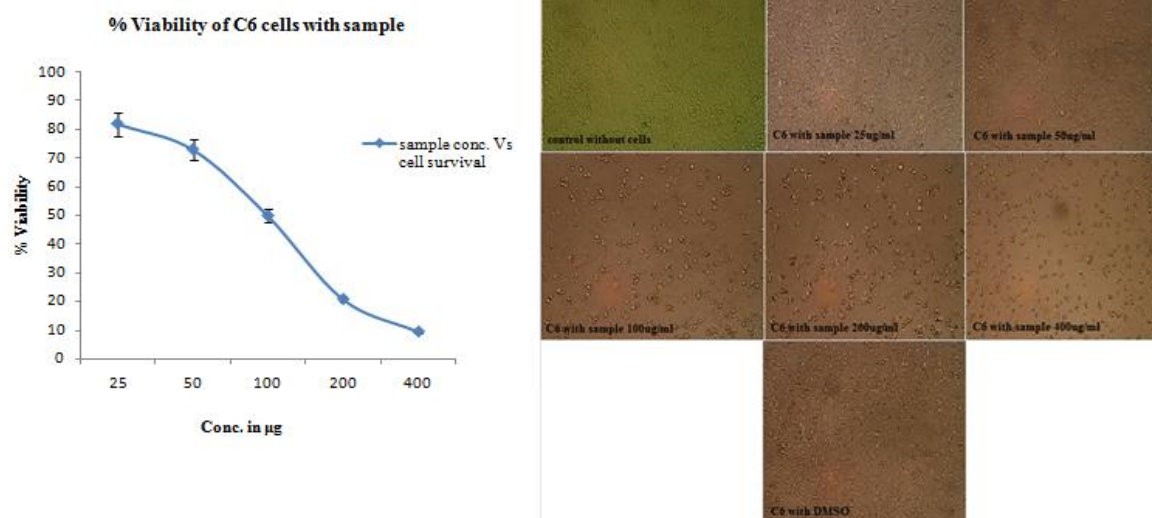 % Viability of C6 cells with sample
100
90
80
70
60
50
40
30
20
10
0
% Viability
25 50 100 200 400
Conc. in µg
sample conc. Vs
cell survival
control without cells
C6 with sample 25ug/ml
C6 with sample 50ug/ml
C6 with sample 100ug/ml
C6 with sample 200ug/ml
C6 with sample 400ug/ml
C6 with DMSO